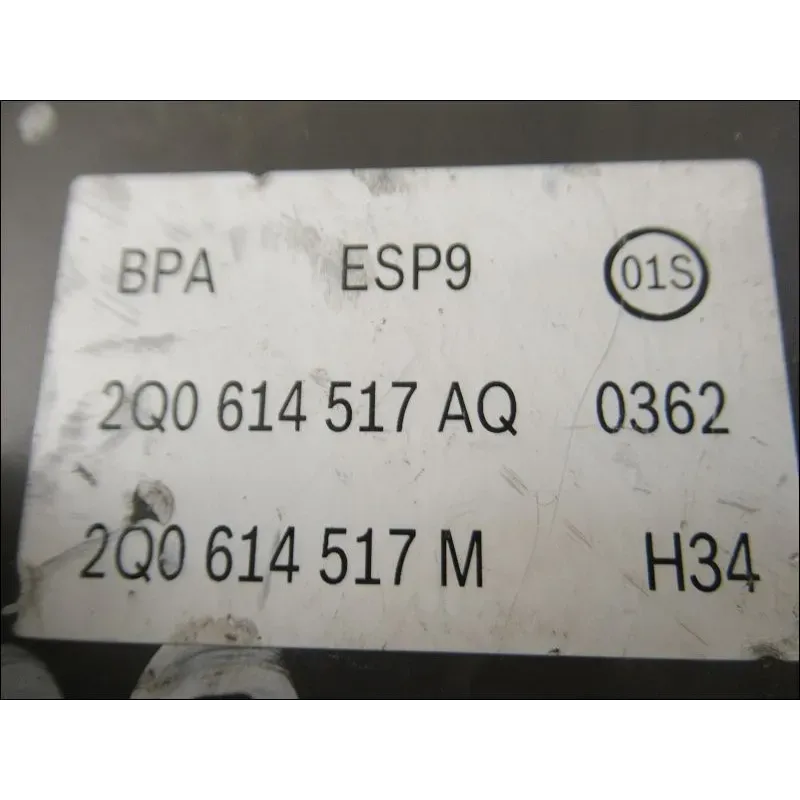 BPA ESP9 01S
2Q0 614 517 AQ 0362
2Q0 614 517 M H34